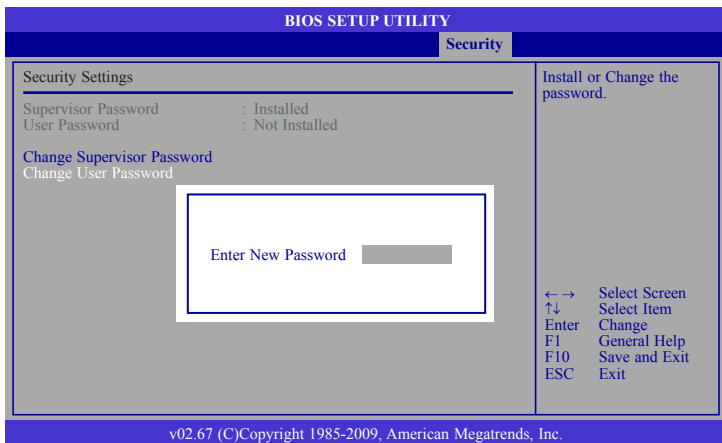 BIOS SETUP UTILITY
Security
Security Settings
Supervisor Password : Installed
User Password : Not Installed
Change Supervisor Password
Change User Password
Enter New Password
Install or Change the
password.
←→ Select Screen
↑↓ Select Item
Enter Change
F1 General Help
F10 Save and Exit
ESC Exit
v02.67 (C)Copyright 1985-2009, American Megatrends, Inc.